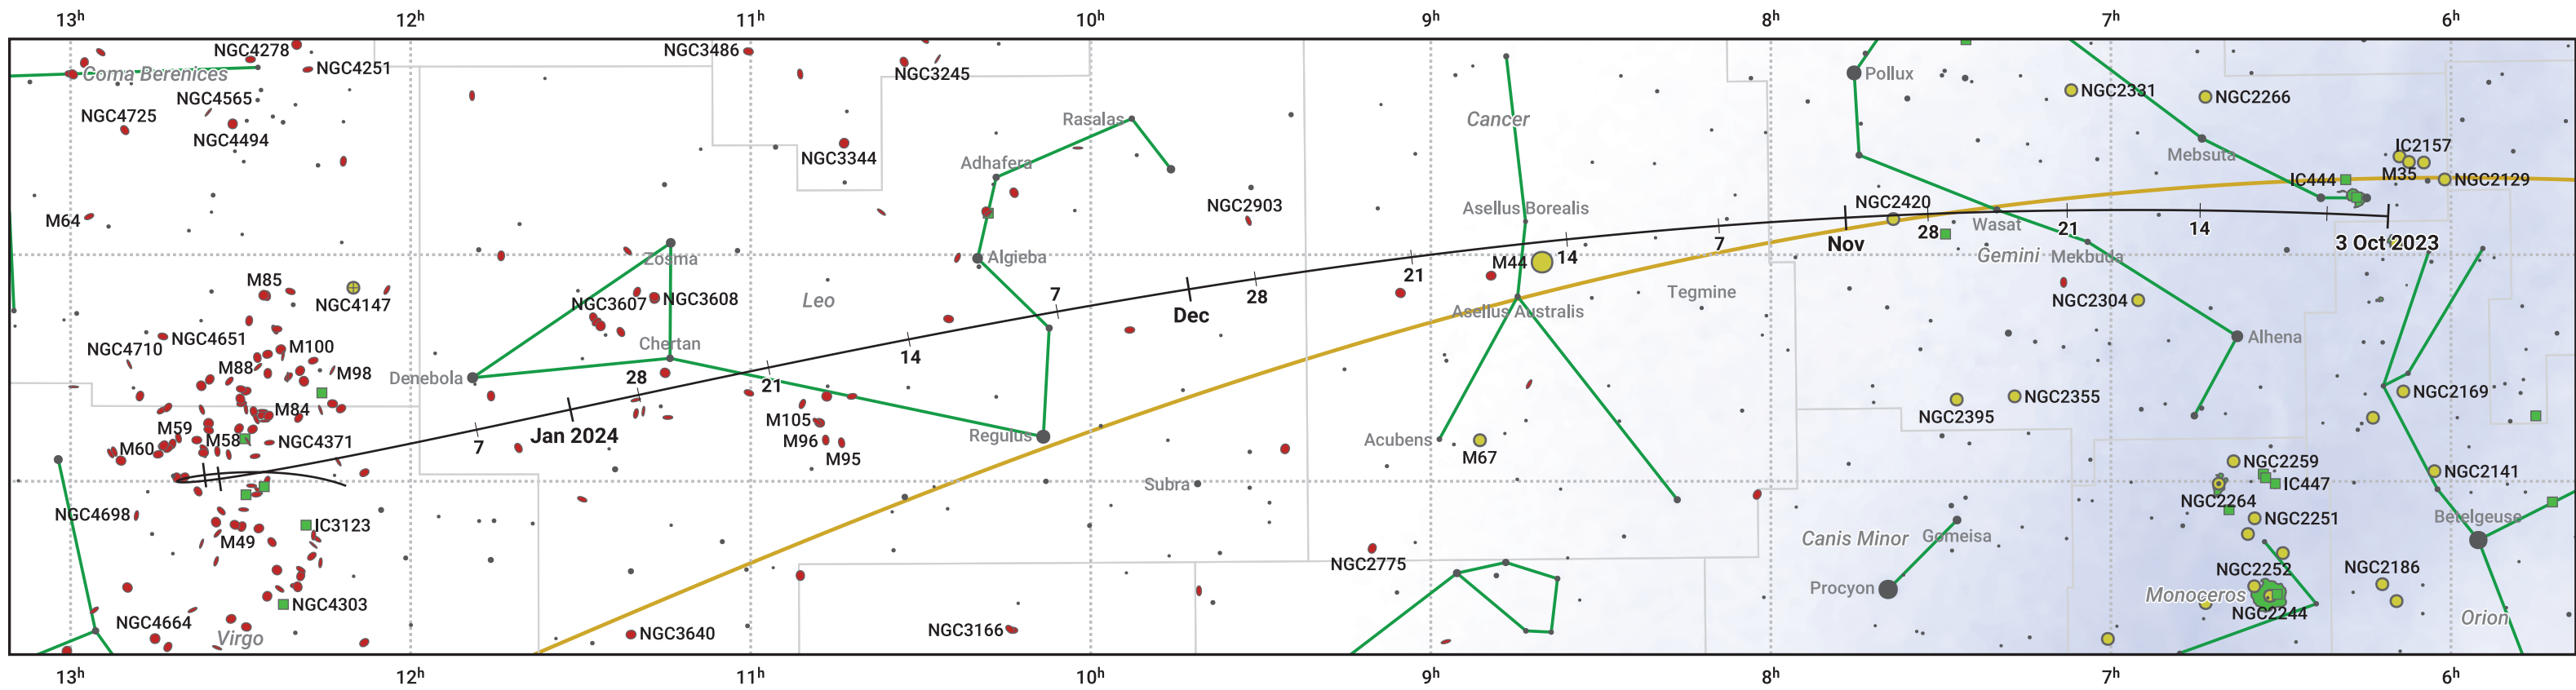 13h 12h 11h 10h 9h 8h 7h 6h
NGC4278
NGC3486
NGC4251
Coma Berenices
NGC3245
Pollux
NGC2331
NGC2266
NGC4565
NGC4725
NGC4494
Rasalas
Cancer
NGC3344
Adhafera
Mebsuta
IC2157
IC444
M35
NGC2129
M64
NGC2903
Asellus Borealis
NGC2420
Wasat
Nov
28
21
14
7
3 Oct 2023
Zosma
Algieba
M44
14
21
28
Gemini
Mekbuda
M85
NGC4147
NGC3607
NGC3608
Leo
7
Dec
Tegmine
NGC2304
Asellus Australis
NGC4651
NGC4710
M100
Chertan
14
Alhena
M88
M98
Denebola
28
21
NGC2395
NGC2355
NGC2169
M84
M59
M58
M60
NGC4371
7
Jan 2024
M105
M96
M95
Regulus
Acubens
M67
NGC2259
NGC2141
Subra
NGC2264
IC447
NGC4698
IC3123
M49
NGC2251
Betelgeuse
Canis Minor
Gomeisa
NGC2775
NGC2252
NGC2186
Procyon
Monoceros
NGC4303
NGC2244
NGC4664
Virgo
NGC3640
NGC3166
Orion
13h 12h 11h 10h 9h 8h 7h 6h